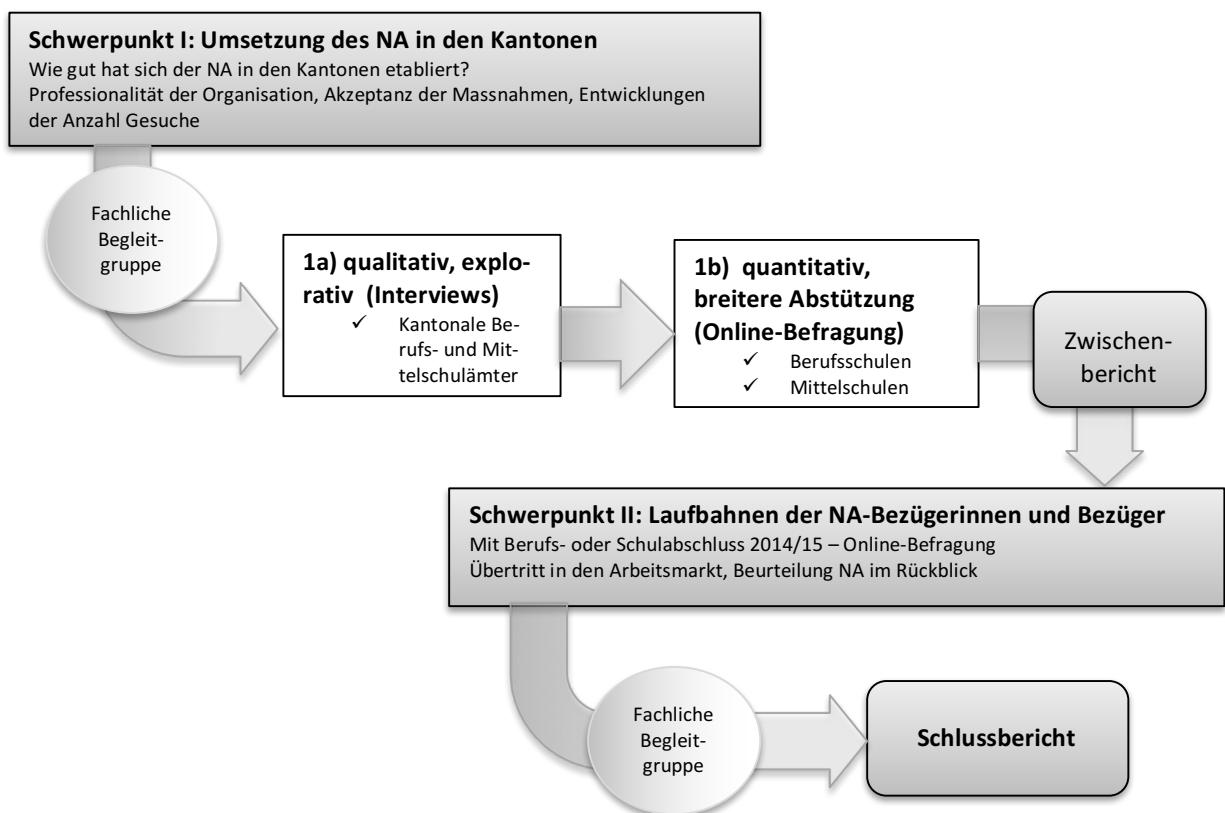 Schwerpunkt I: Umsetzung des NA in den Kantonen
Wie gut hat sich der NA in den Kantonen etabliert?
Professionalität der Organisation, Akzeptanz der Massnahmen, Entwicklungen
der Anzahl Gesuche
Fachliche
Begleit-
gruppe
1a) qualitativ, explo-
rativ (Interviews)
✓ Kantonale Be-
rufs- und Mit-
telschulämter
1b) quantitativ,
breitere Abstützung
(Online-Befragung)
✓ Berufsschulen
✓ Mittelschulen
Zwischen-
bericht
Schwerpunkt II: Laufbahnen der NA-Bezügerinnen und Bezüger
Mit Berufs- oder Schulabschluss 2014/15 – Online-Befragung
Übertritt in den Arbeitsmarkt, Beurteilung NA im Rückblick
Fachliche
Begleit-
gruppe
Schlussbericht